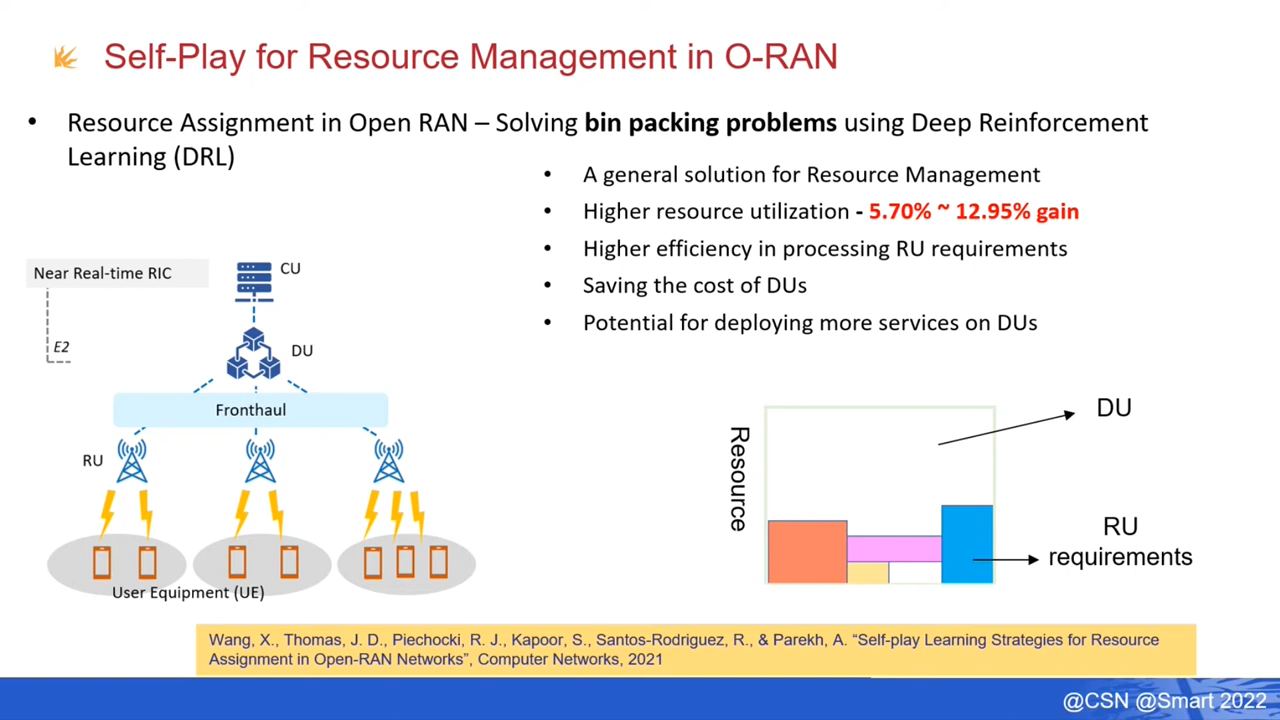 Self-Play for Resource Management in O-RAN
• Resource Assignment in Open RAN – Solving bin packing problems using Deep Reinforcement
Learning (DRL)
• A general solution for Resource Management
• Higher resource utilization - 5.70% ~ 12.95% gain
• Higher efficiency in processing RU requirements
• Saving the cost of DUs
• Potential for deploying more services on DUs
Near Real-time RIC
CU
E2
DU
Fronthaul
RU
User Equipment (UE)
Resource
DU
RU
requirements
Wang, X., Thomas, J. D., Piechocki, R. J., Kapoor, S., Santos-Rodriguez, R., & Parekh, A. “Self-play Learning Strategies for Resource
Assignment in Open-RAN Networks”, Computer Networks, 2021
@CSN @Smart 2022